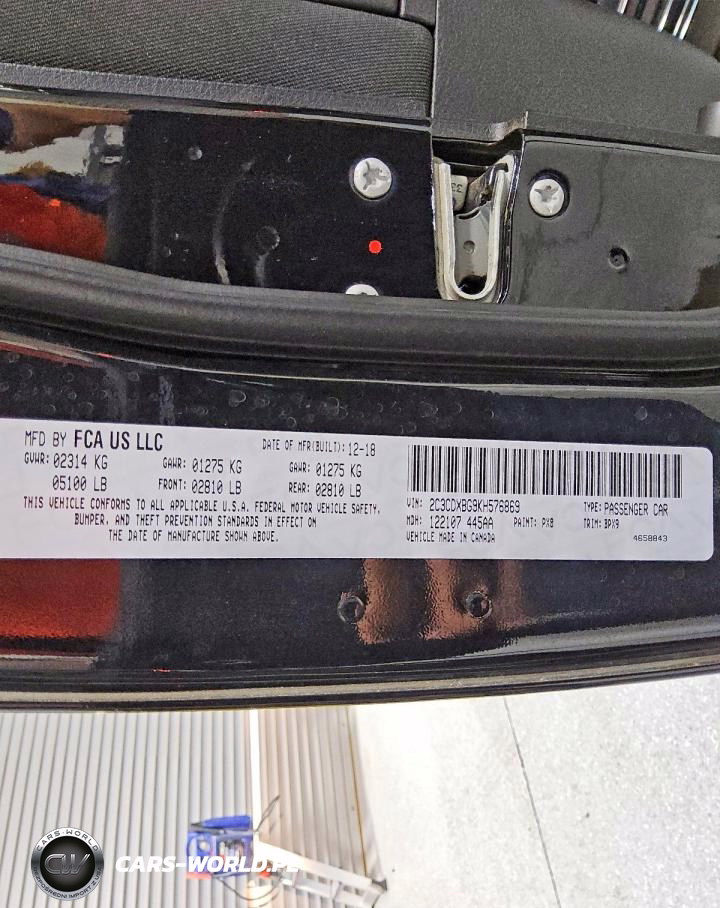 MFD BY FCA US LLC
DATE OF MFR(BUILT): 12-18
GVWR: 02314 KG GAWR: 01275 KG GAWR: 01275 KG
05100 LB FRONT: 02810 LB REAR: 02810 LB
THIS VEHICLE CONFORMS TO ALL APPLICABLE U.S.A. FEDERAL MOTOR VEHICLE SAFETY,
BUMPER, AND THEFT PREVENTION STANDARDS IN EFFECT ON
THE DATE OF MANUFACTURE SHOWN ABOVE.
VIN: 2C3CDXBG9KH576869 TYPE: PASSENGER CAR
MDH: 122107 445AA PAINT: PX8 TRIM: BPX9
VEHICLE MADE IN CANADA 4658843
CARS-WORLD
CW
CARS-WORLD.PL